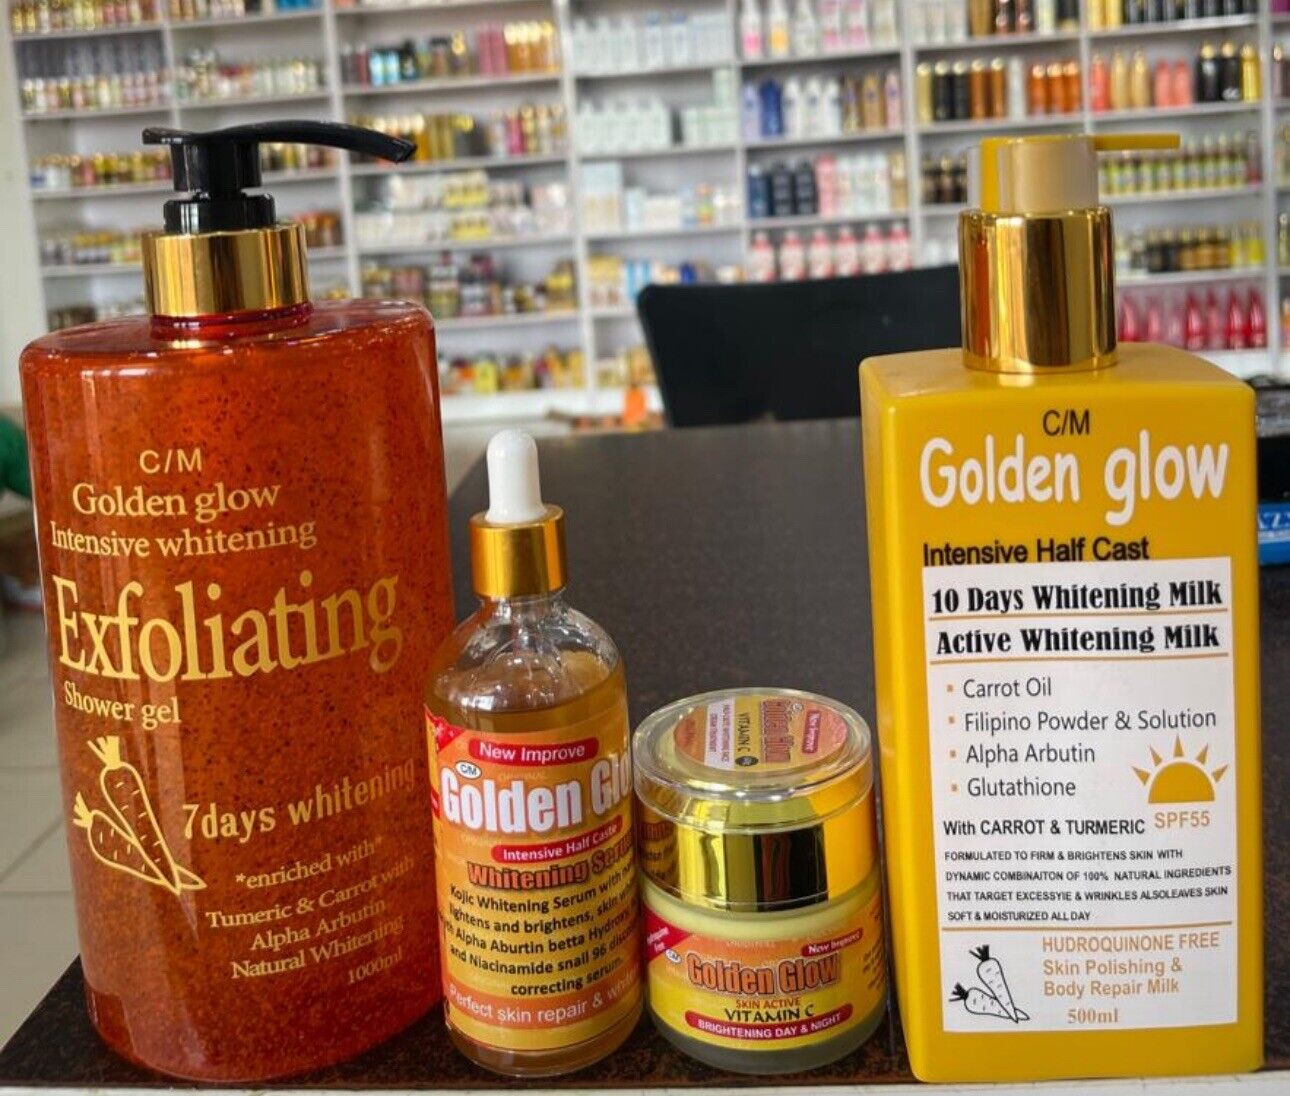 C/M
Golden glow
Intensive whitening
Exfoliating
Shower gel
7days whitening
*enriched with*
Tumeric & Carrot with
Alpha Arbutin
Natural Whitening
1000ml
New Improve
C/M
Golden
Intensive Half Caste
Whitening
Kojic Whitening Serum with
lightens and brightens, skin
Alpha Aburtin betta Hydroxy
and Niacinamide snail 96
correcting serum.
Perfect skin repair &
VITAMIN C
New Improve
Golden Glow
SKIN ACTIVE
VITAMIN C
BRIGHTENING DAY & NIGHT
C/M
Golden glow
Intensive Half Cast
10 Days Whitening Milk
Active Whitening Milk
Carrot Oil
Filipino Powder & Solution
Alpha Arbutin
Glutathione
With CARROT & TURMERIC SPF55
FORMULATED TO FIRM & BRIGHTENS SKIN WITH
DYNAMIC COMBINAITON OF 100% NATURAL INGREDIENTS
THAT TARGET EXCESSYIE & WRINKLES ALSOLEAVES SKIN
SOFT & MOISTURIZED ALL DAY
HUDROQUINONE FREE
Skin Polishing &
Body Repair Milk
500ml